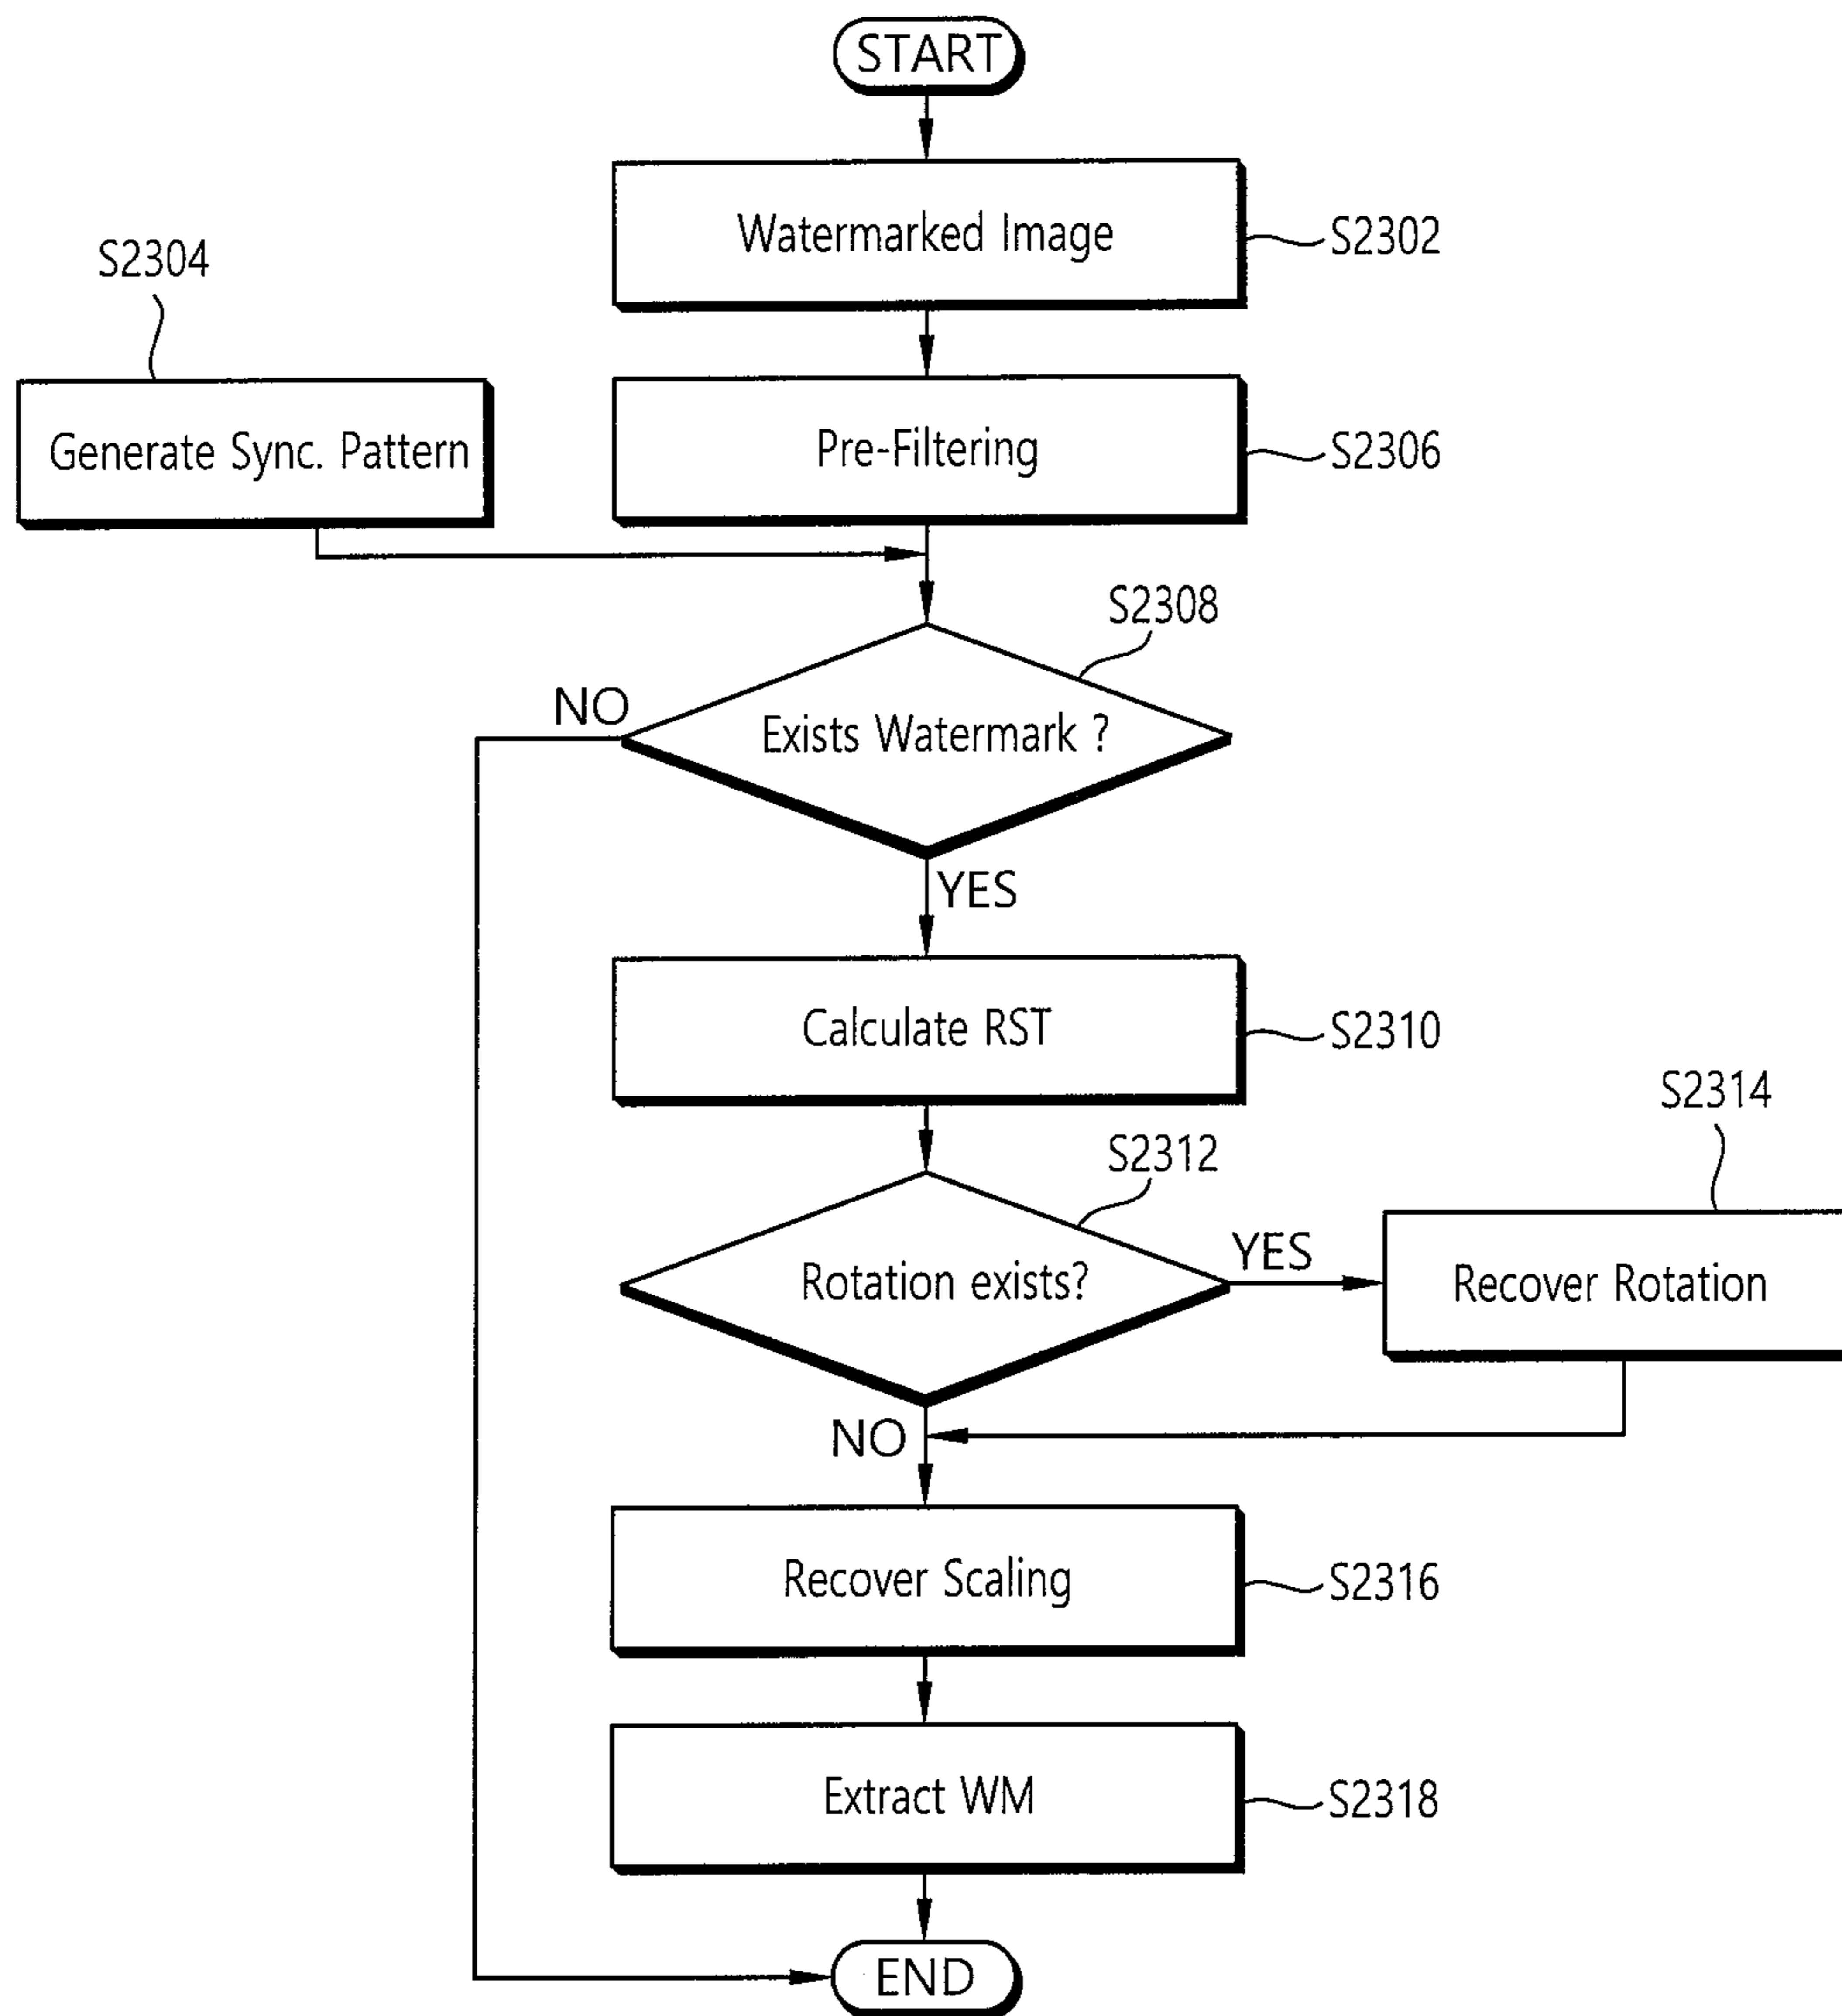 START
Watermarked Image
S2302
S2304
Generate Sync. Pattern
Pre-Filtering
S2306
S2308
NO
Exists Watermark ?
YES
Calculate RST
S2310
S2314
S2312
YES
Rotation exists?
Recover Rotation
NO
Recover Scaling
S2316
Extract WM
S2318
END